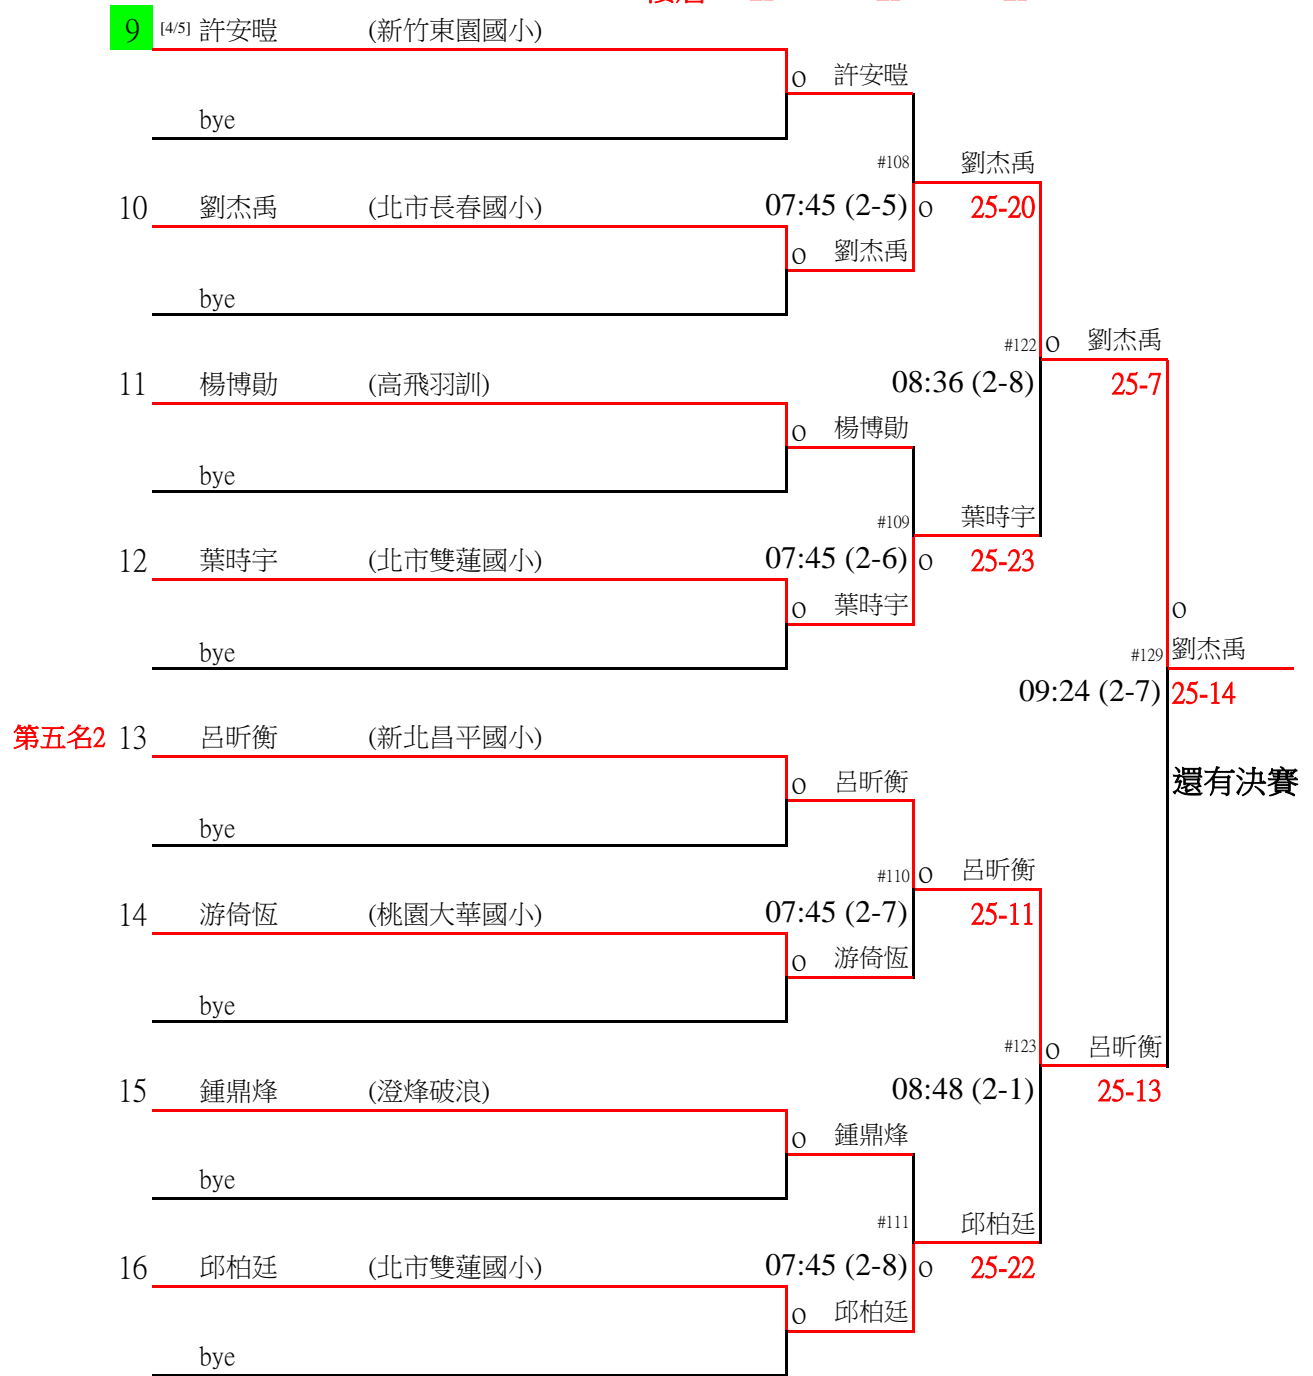 9 [4/5] 許安暟 (新竹東園國小)
O 許安暟
bye
#108 劉杰禹
10 劉杰禹 (北市長春國小) 07:45 (2-5) O 25-20
O 劉杰禹
bye
#122 O 劉杰禹
11 楊博勛 (高飛羽訓) 08:36 (2-8) 25-7
O 楊博勛
bye
#109 葉時宇
12 葉時宇 (北市雙蓮國小) 07:45 (2-6) O 25-23
O 葉時宇 O
bye #129 劉杰禹
09:24 (2-7) 25-14
第五名2 13 呂昕衡 (新北昌平國小)
O 呂昕衡 還有決賽
bye
#110 O 呂昕衡
14 游倚恆 (桃園大華國小) 07:45 (2-7) 25-11
O 游倚恆
bye
#123 O 呂昕衡
15 鍾鼎烽 (澄烽破浪) 08:48 (2-1) 25-13
O 鍾鼎烽
bye
#111 邱柏廷
16 邱柏廷 (北市雙蓮國小) 07:45 (2-8) O 25-22
O 邱柏廷
bye